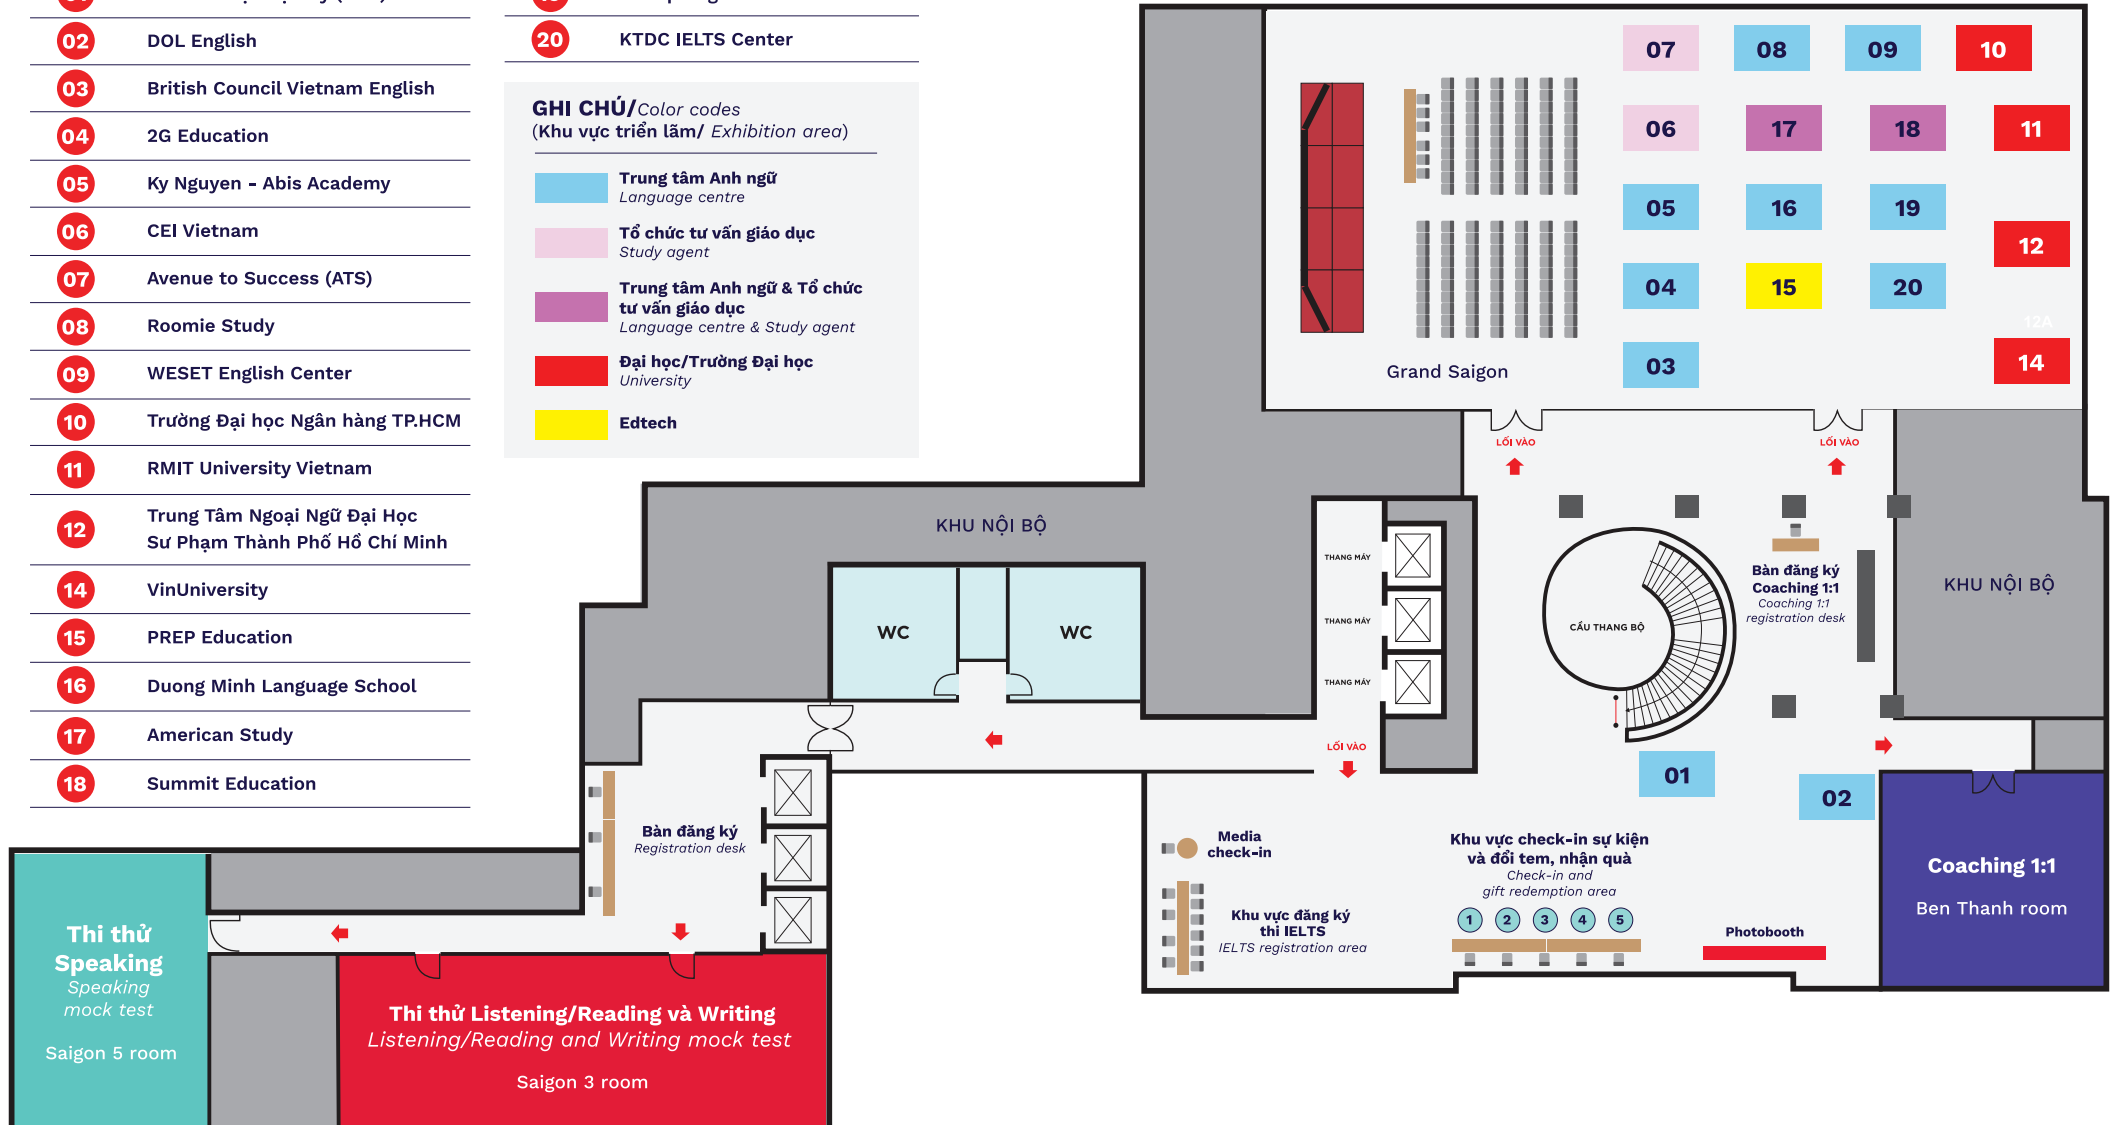 02 DOL English
03 British Council Vietnam English
04 2G Education
05 Ky Nguyen - Abis Academy
06 CEI Vietnam
07 Avenue to Success (ATS)
08 Roomie Study
09 WESET English Center
10 Trường Đại học Ngân hàng TP.HCM
11 RMIT University Vietnam
12 Trung Tâm Ngoại Ngữ Đại Học
Sư Phạm Thành Phố Hồ Chí Minh
14 VinUniversity
15 PREP Education
16 Duong Minh Language School
17 American Study
18 Summit Education
20 KTDC IELTS Center
GHI CHÚ/Color codes
(Khu vực triển lãm/ Exhibition area)
Trung tâm Anh ngữ
Language centre
Tổ chức tư vấn giáo dục
Study agent
Trung tâm Anh ngữ & Tổ chức
tư vấn giáo dục
Language centre & Study agent
Đại học/Trường Đại học
University
Edtech
07 08 09 10
06 17 18 11
05 16 19
12
04 15 20
12A
03 14
Grand Saigon
LỐI VÀO
LỐI VÀO
KHU NỘI BỘ
THANG MÁY
THANG MÁY
THANG MÁY
WC
WC
CẦU THANG BỘ
Bàn đăng ký
Coaching 1:1
Coaching 1:1
registration desk
KHU NỘI BỘ
LỐI VÀO
01
02
Bàn đăng ký
Registration desk
Media
check-in
Khu vực đăng ký
thi IELTS
IELTS registration area
Khu vực check-in sự kiện
và đổi tem, nhận quà
Check-in and
gift redemption area
1 2 3 4 5
Photobooth
Coaching 1:1
Ben Thanh room
Thi thử
Speaking
Speaking
mock test
Saigon 5 room
Thi thử Listening/Reading và Writing
Listening/Reading and Writing mock test
Saigon 3 room